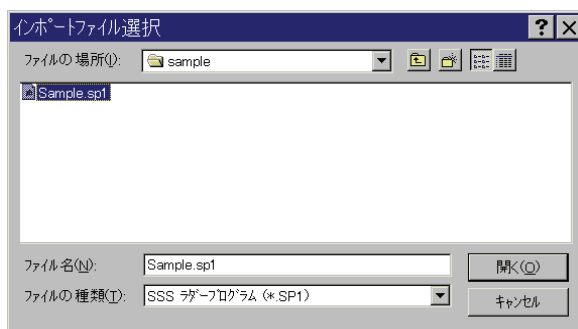 インポートファイル選択
ファイルの場所(I):
sample
Sample.sp1
ファイル名(N):
Sample.sp1
開く(O)
ファイルの種類(T):
SSS ラダープログラム (*.SP1)
キャンセル